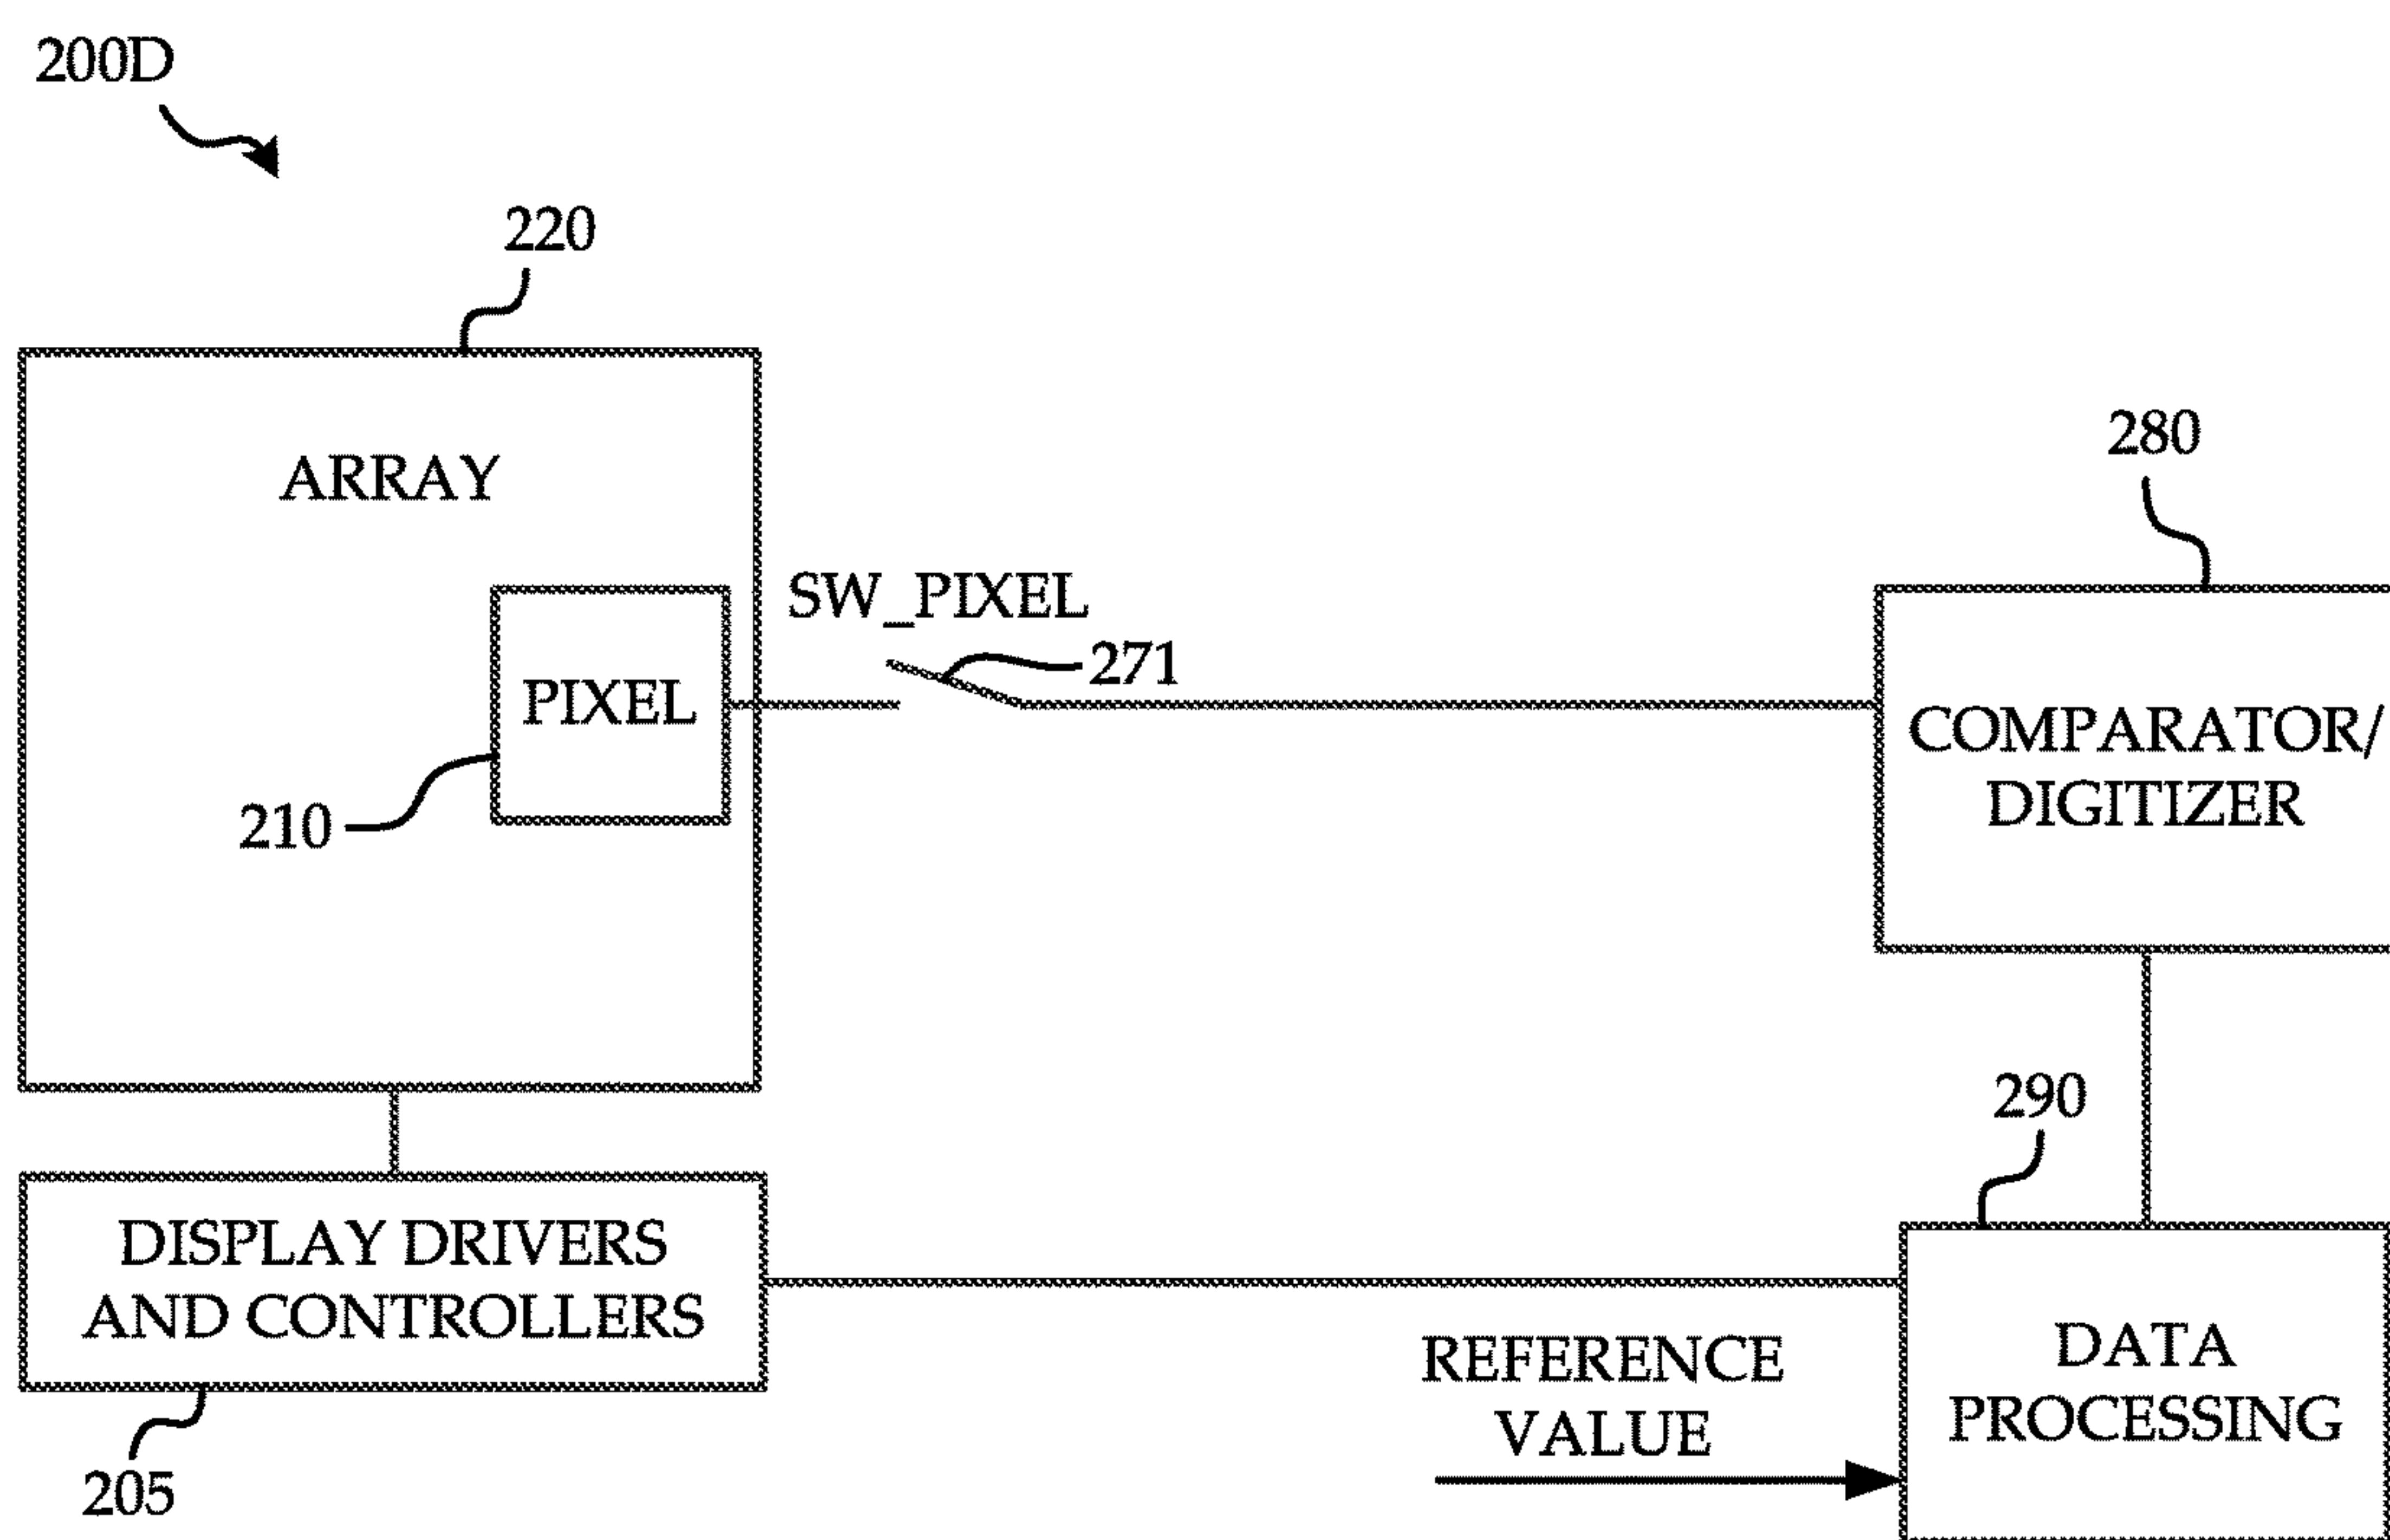 200D
220
ARRAY
280
SW_PIXEL
271
PIXEL
210
COMPARATOR/
DIGITIZER
290
DISPLAY DRIVERS
AND CONTROLLERS
205
REFERENCE
VALUE
DATA
PROCESSING